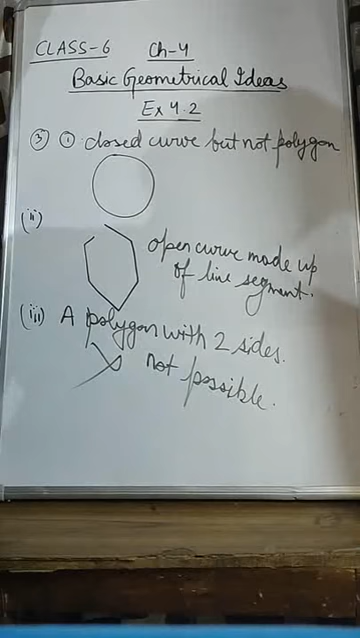 CLASS-6 Ch-4
Basic Geometrical Ideas
Ex 4.2
③ ① closed curve but not polygon
(ii)
open curve made up
of line segment.
(iii) A polygon with 2 sides.
not possible.